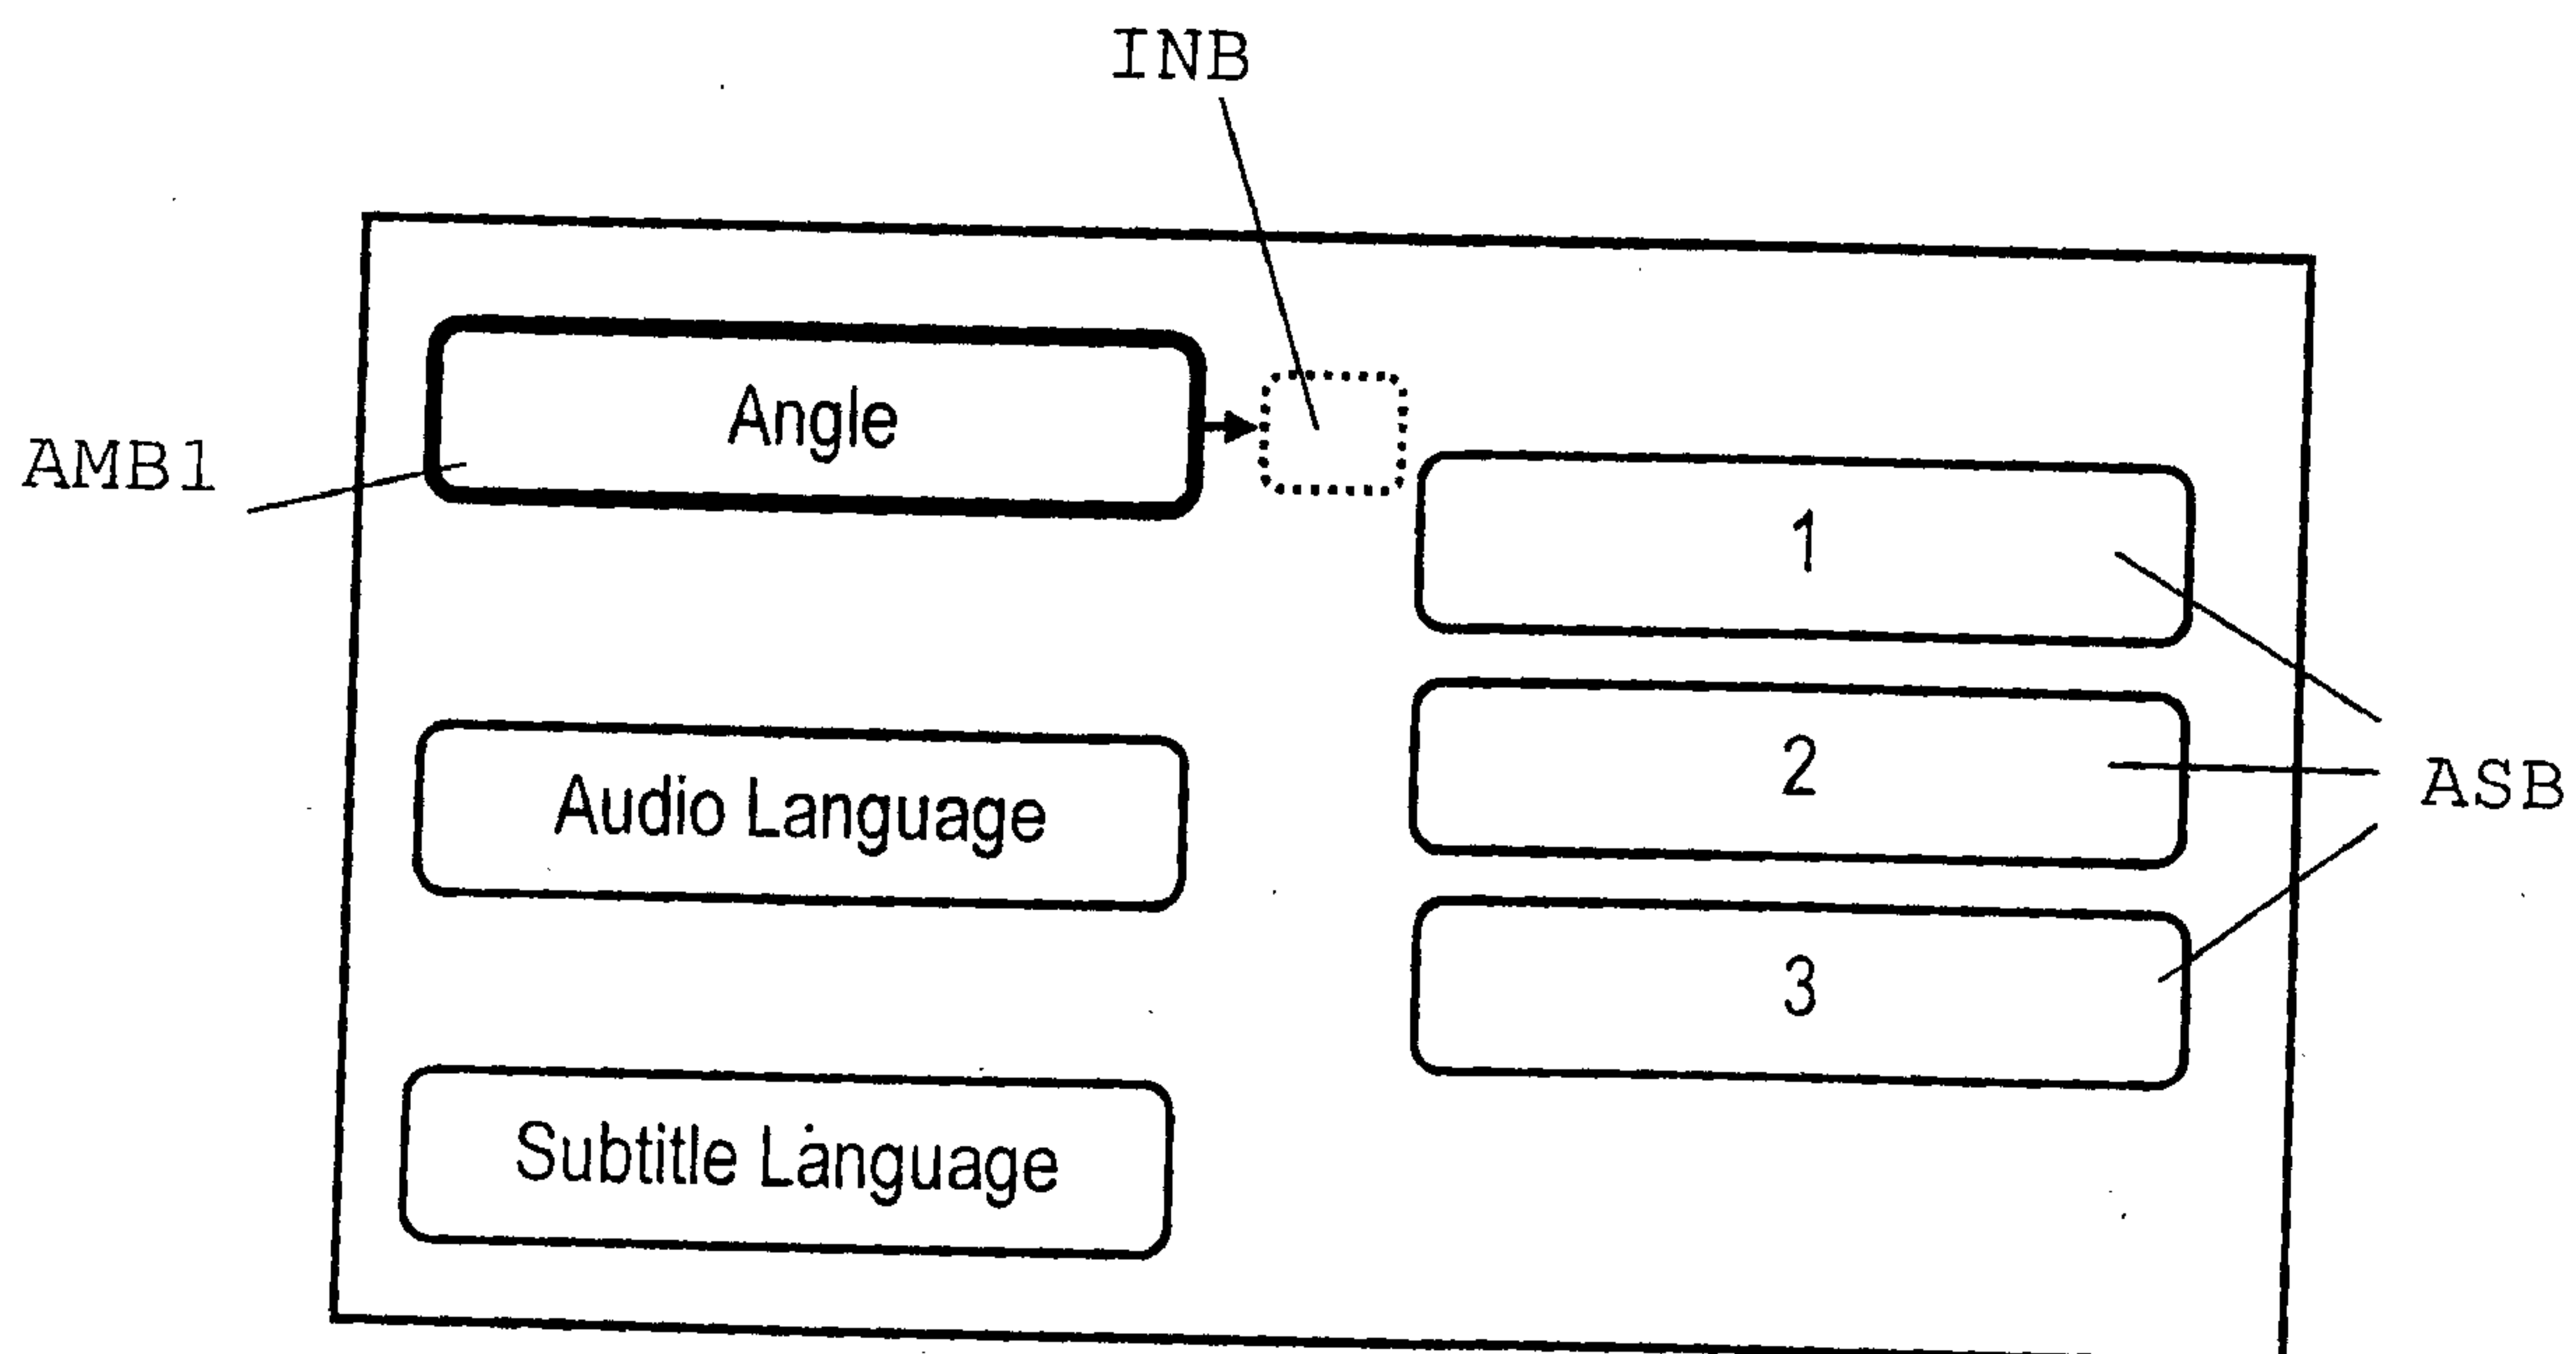 INB
Angle
AMB1
1
Audio Language
2
ASB
3
Subtitle Language